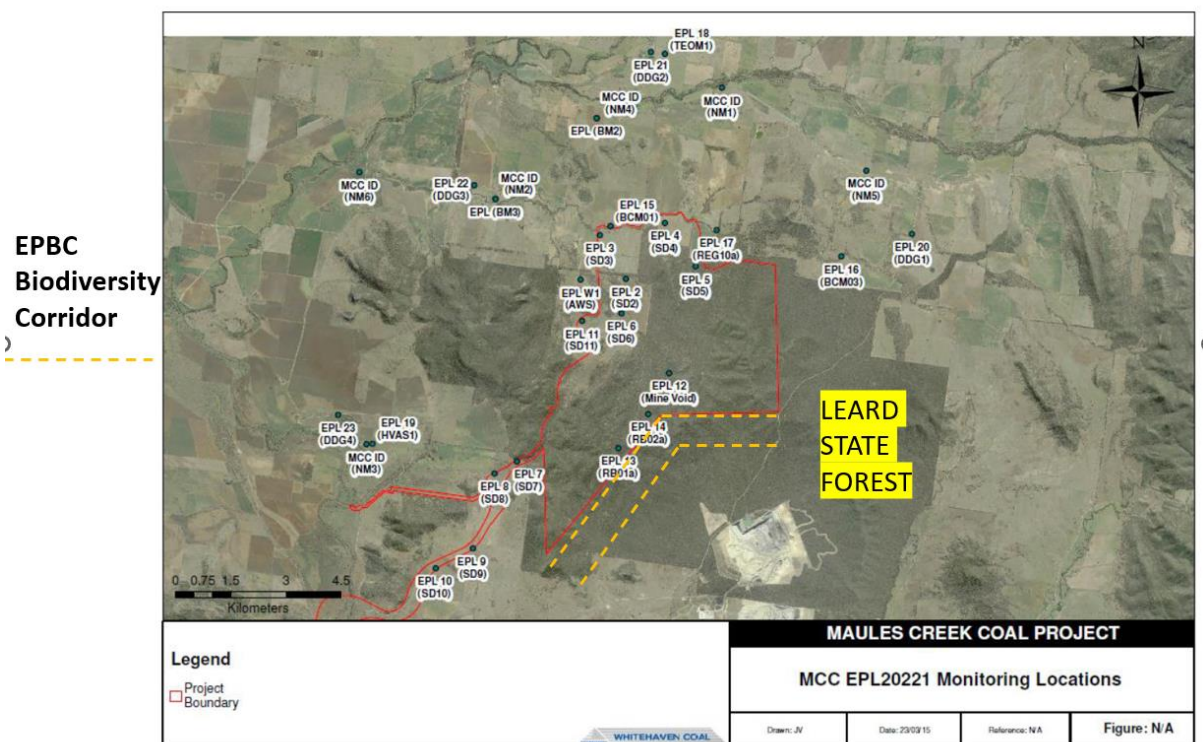 EPL 18
(TEOM1)
EPL 21
(DDG2)
N
MCC ID
(NM4)
MCC ID
(NM1)
EPL (BM2)
MCC ID
(NM6)
EPL 22
(DDG3)
MCC ID
(NM2)
EPL (BM3)
MCC ID
(NM5)
EPL 15
(BCM01)
EPL 3
(SD3)
EPL 4
(SD4)
EPL 17
(REG10a)
EPL 20
(DDG1)
EPBC
Biodiversity
Corridor
EPL 5
(SD5)
EPL 16
(BCM03)
EPL W1
(AWS)
EPL 2
(SD2)
EPL 11
(SD11)
EPL 6
(SD6)
EPL 12
(Mine Void)
EPL 23
(DDG4)
EPL 19
(HVAS1)
MCC ID
(NM3)
EPL 14
(RB02a)
LEARD
STATE
FOREST
EPL 13
(RB01a)
EPL 8
(SD8)
EPL 7
(SD7)
EPL 9
(SD9)
EPL 10
(SD10)
0 0.75 1.5 3 4.5
Kilometers
Legend
Project
Boundary
WHITEHAVEN COAL
MAULES CREEK COAL PROJECT
MCC EPL20221 Monitoring Locations
Drawn: JV
Date: 23/03/15
Reference: N/A
Figure: N/A